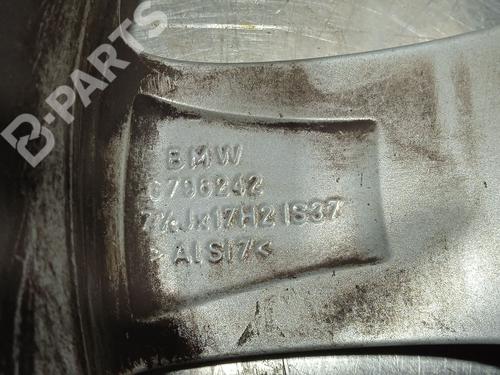 B-PARTS
BMW
6796242
7½Jx17H2 IS37
>AlSi7<